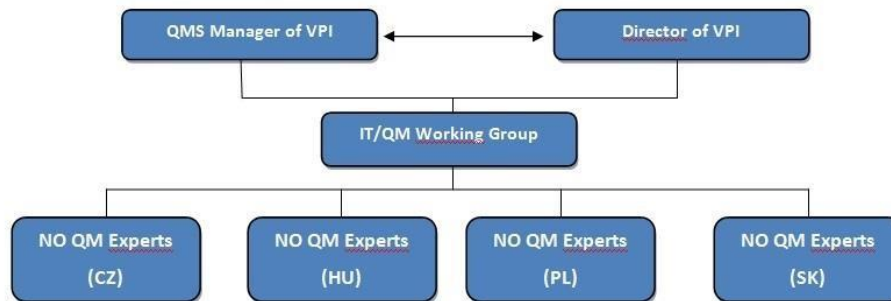 QMS Manager of VPI
Director of VPI
IT/QM Working Group
NO QM Experts
(CZ)
NO QM Experts
(HU)
NO QM Experts
(PL)
NO QM Experts
(SK)